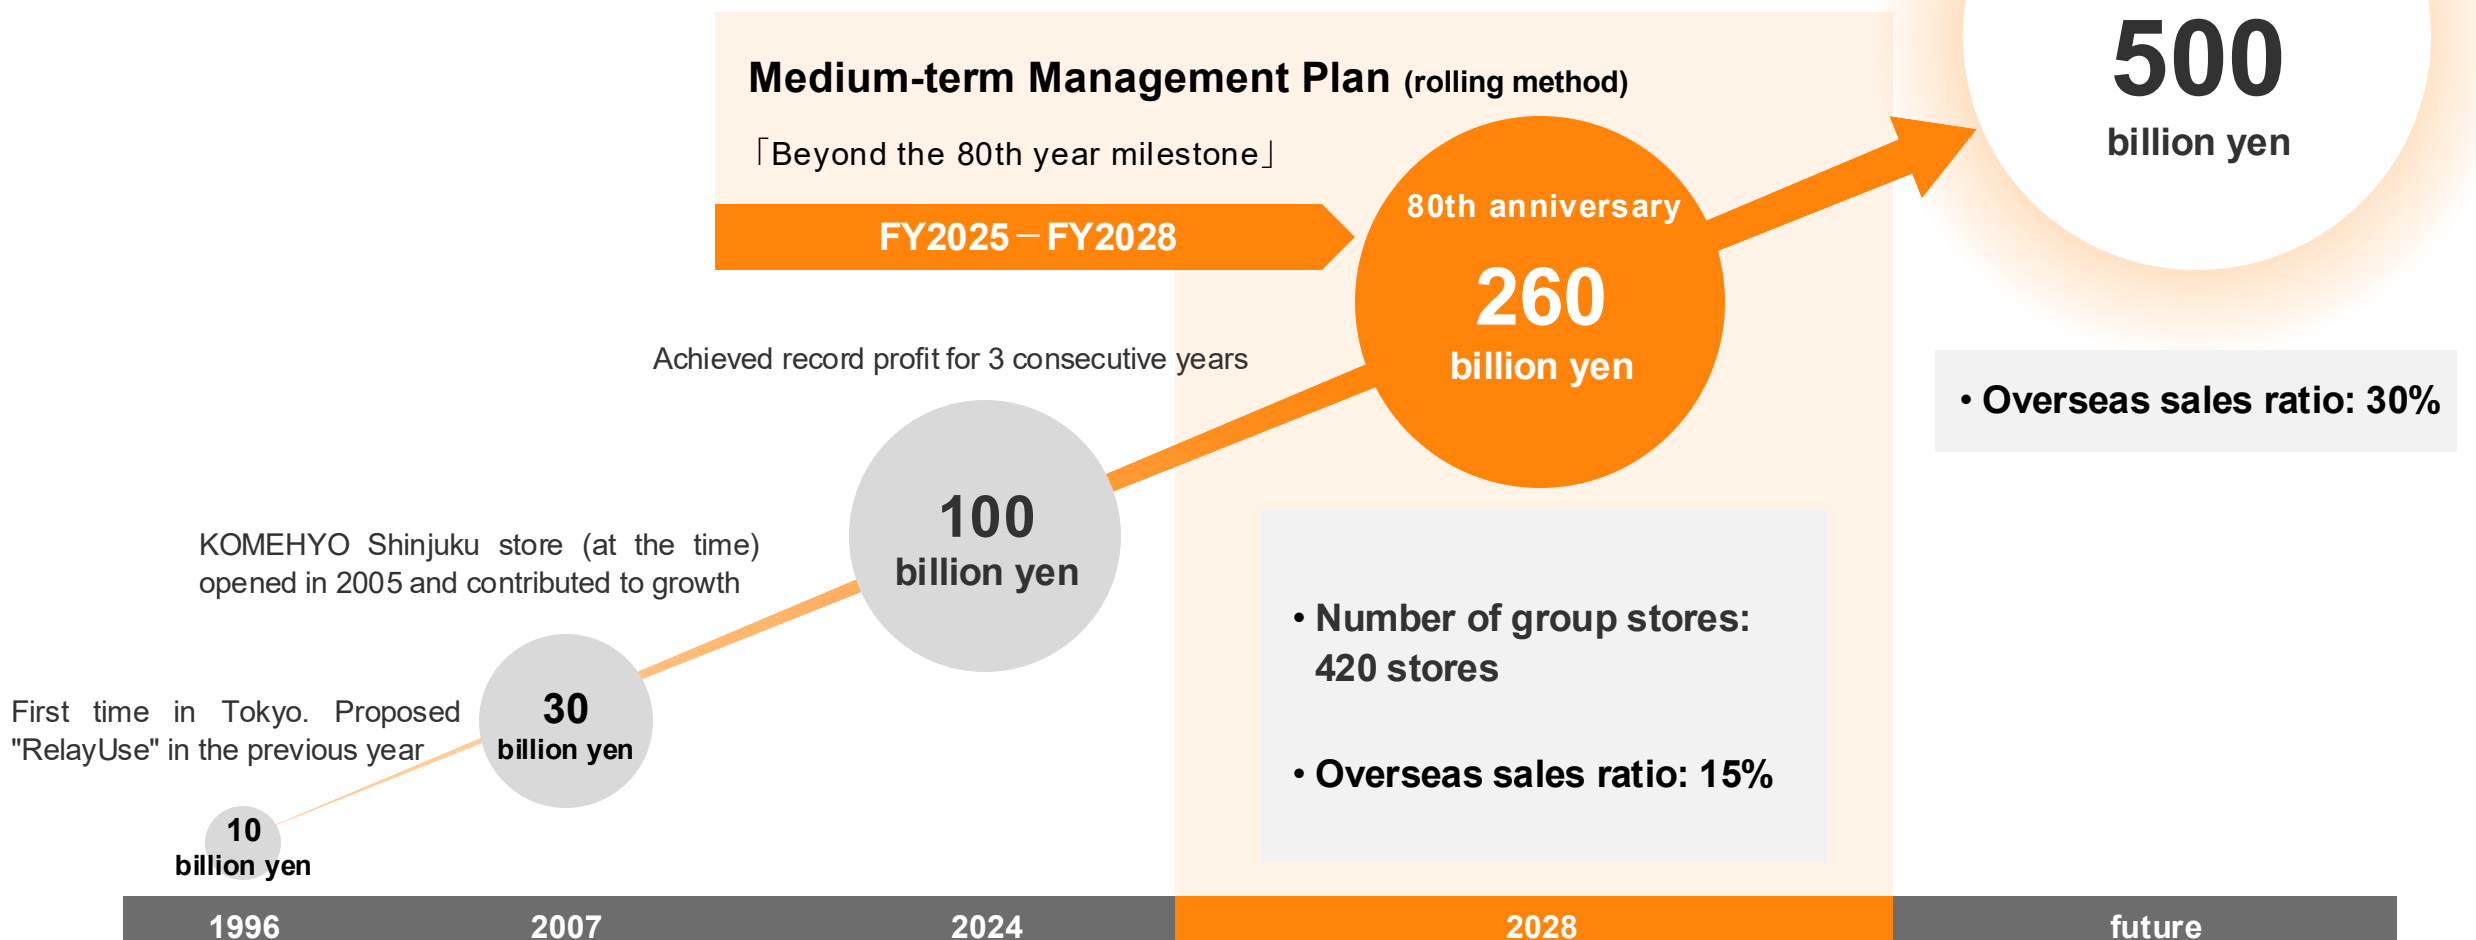 500
billion yen
Medium-term Management Plan (rolling method)
「Beyond the 80th year milestone」
FY2025－FY2028
80th anniversary
260
billion yen
Achieved record profit for 3 consecutive years
・Overseas sales ratio: 30%
100
billion yen
KOMEHYO Shinjuku store (at the time)
opened in 2005 and contributed to growth
・Number of group stores:
420 stores
・Overseas sales ratio: 15%
First time in Tokyo. Proposed
"RelayUse" in the previous year
30
billion yen
10
billion yen
1996
2007
2024
2028
future